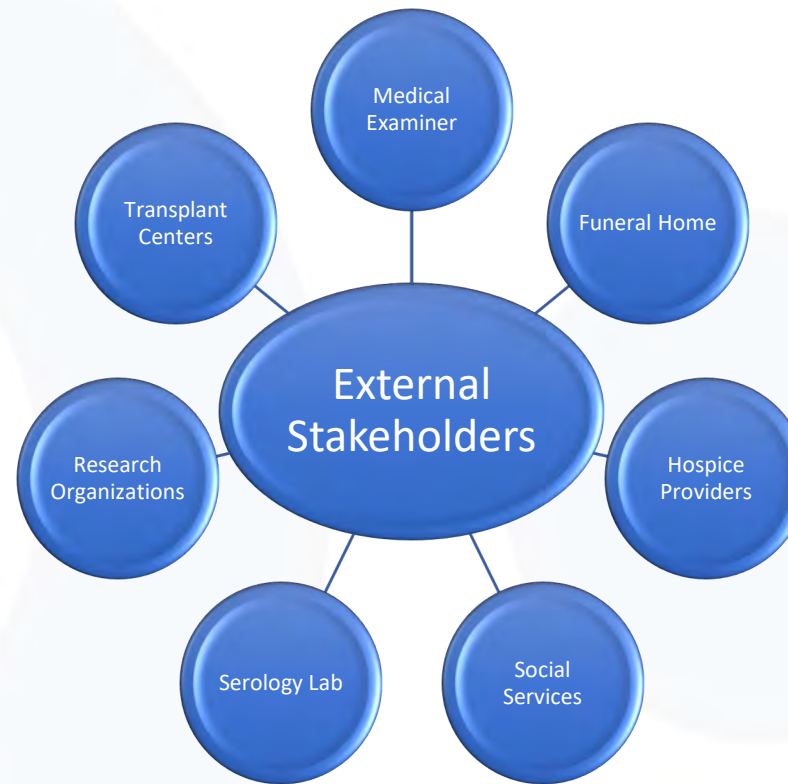 Medical
Examiner
Transplant
Centers
Funeral Home
External
Stakeholders
Research
Organizations
Hospice
Providers
Serology Lab
Social
Services